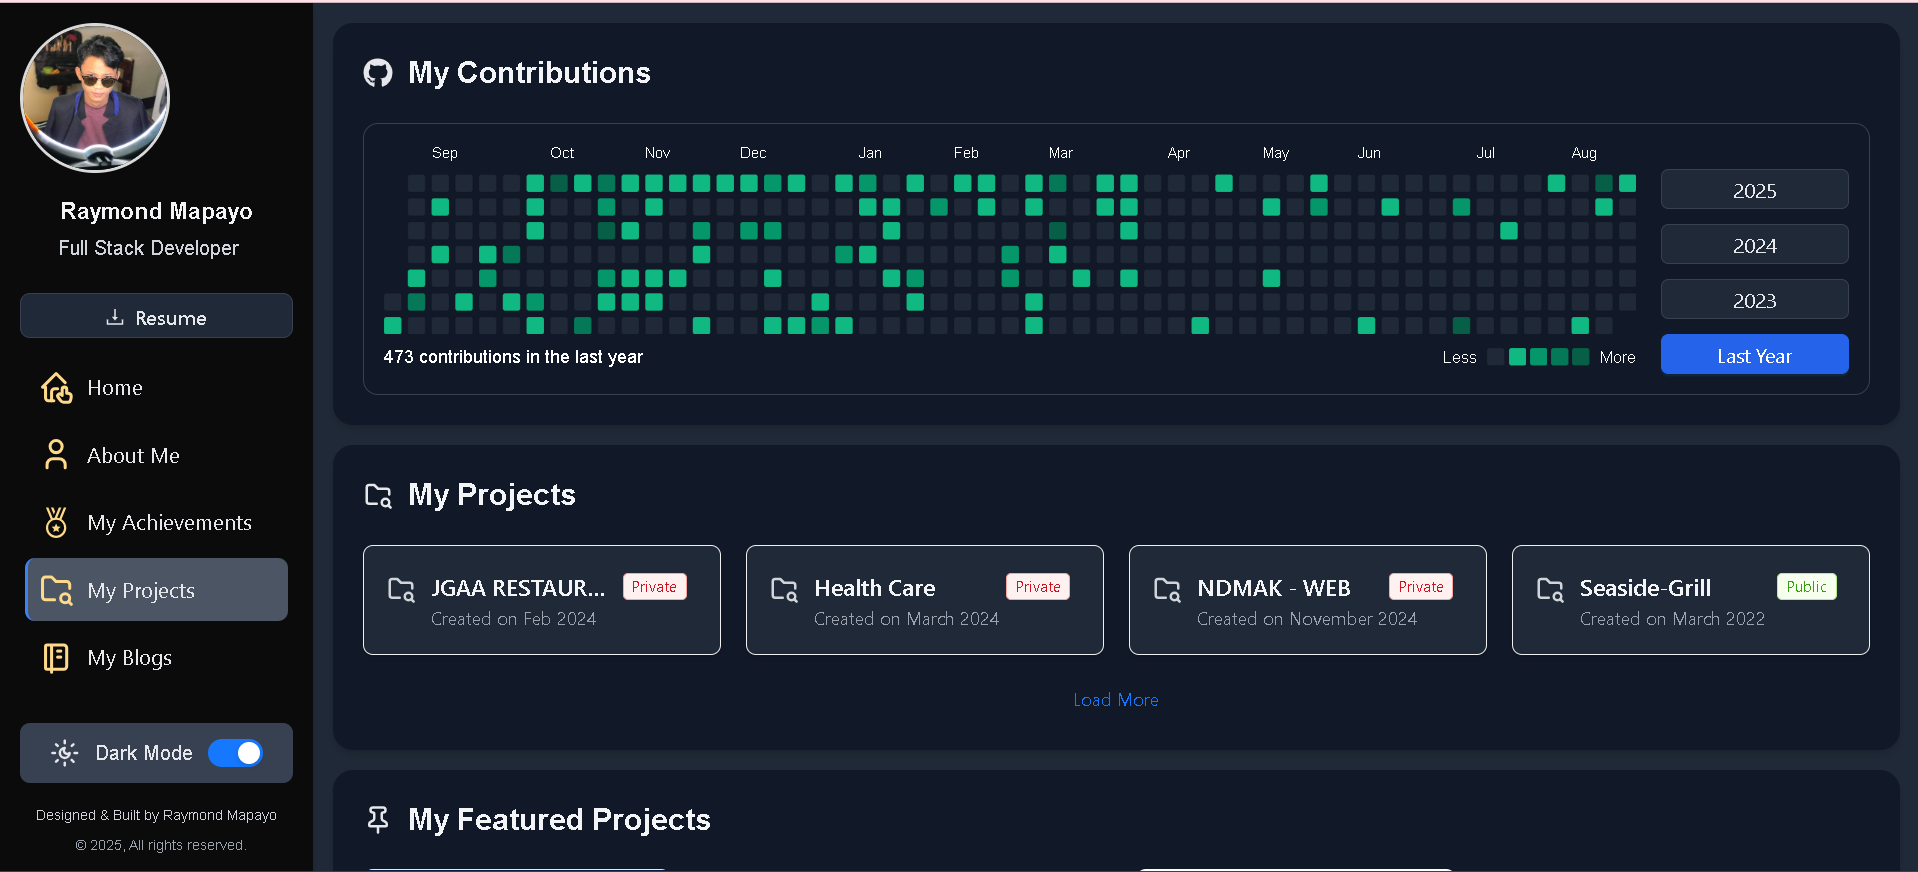 Raymond Mapayo
Full Stack Developer
Resume
Home
About Me
My Achievements
My Projects
My Blogs
Dark Mode
Designed & Built by Raymond Mapayo
© 2025, All rights reserved.
My Contributions
Sep Oct Nov Dec Jan Feb Mar Apr May Jun Jul Aug
473 contributions in the last year
Less More
2025
2024
2023
Last Year
My Projects
JGAA RESTAUR... Private
Created on Feb 2024
Health Care Private
Created on March 2024
NDMAK - WEB Private
Created on November 2024
Seaside-Grill Public
Created on March 2022
Load More
My Featured Projects